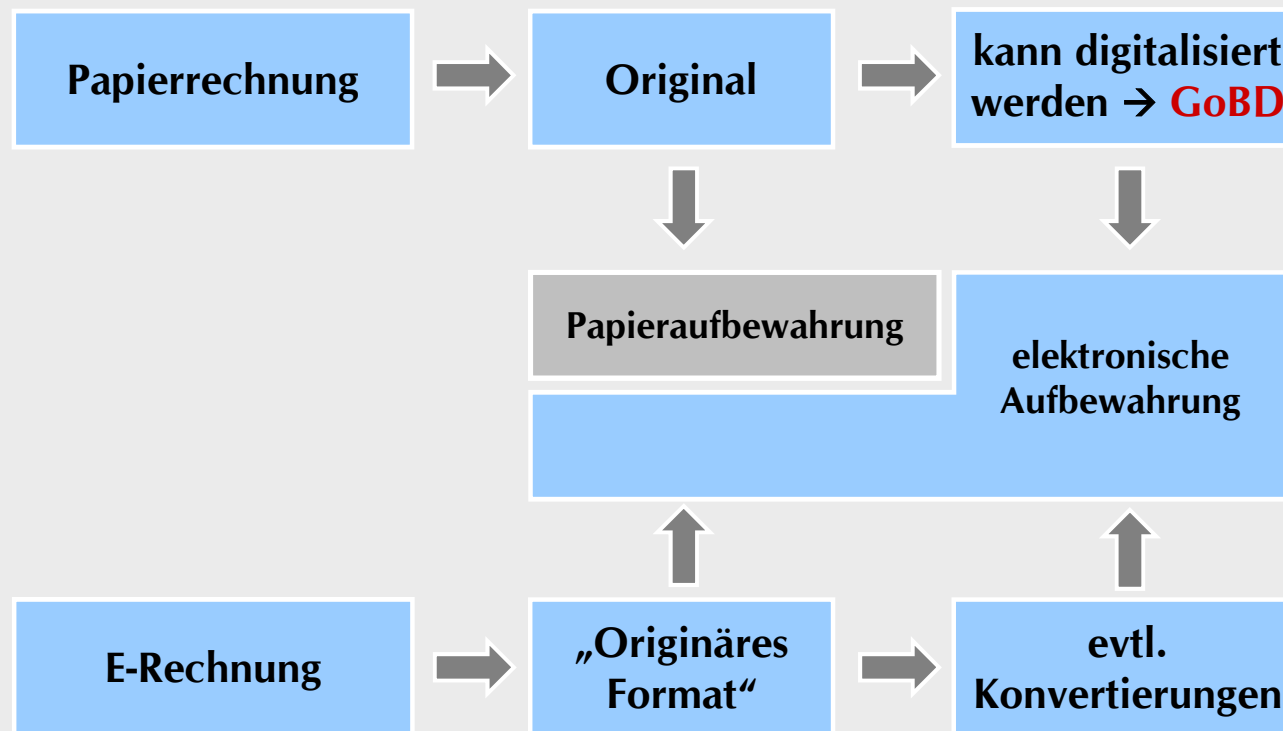 Papierrechnung
Original
kann digitalisiert
werden → GoBD
Papieraufbewahrung
elektronische
Aufbewahrung
E-Rechnung
„Originäres
Format“
evtl.
Konvertierungen